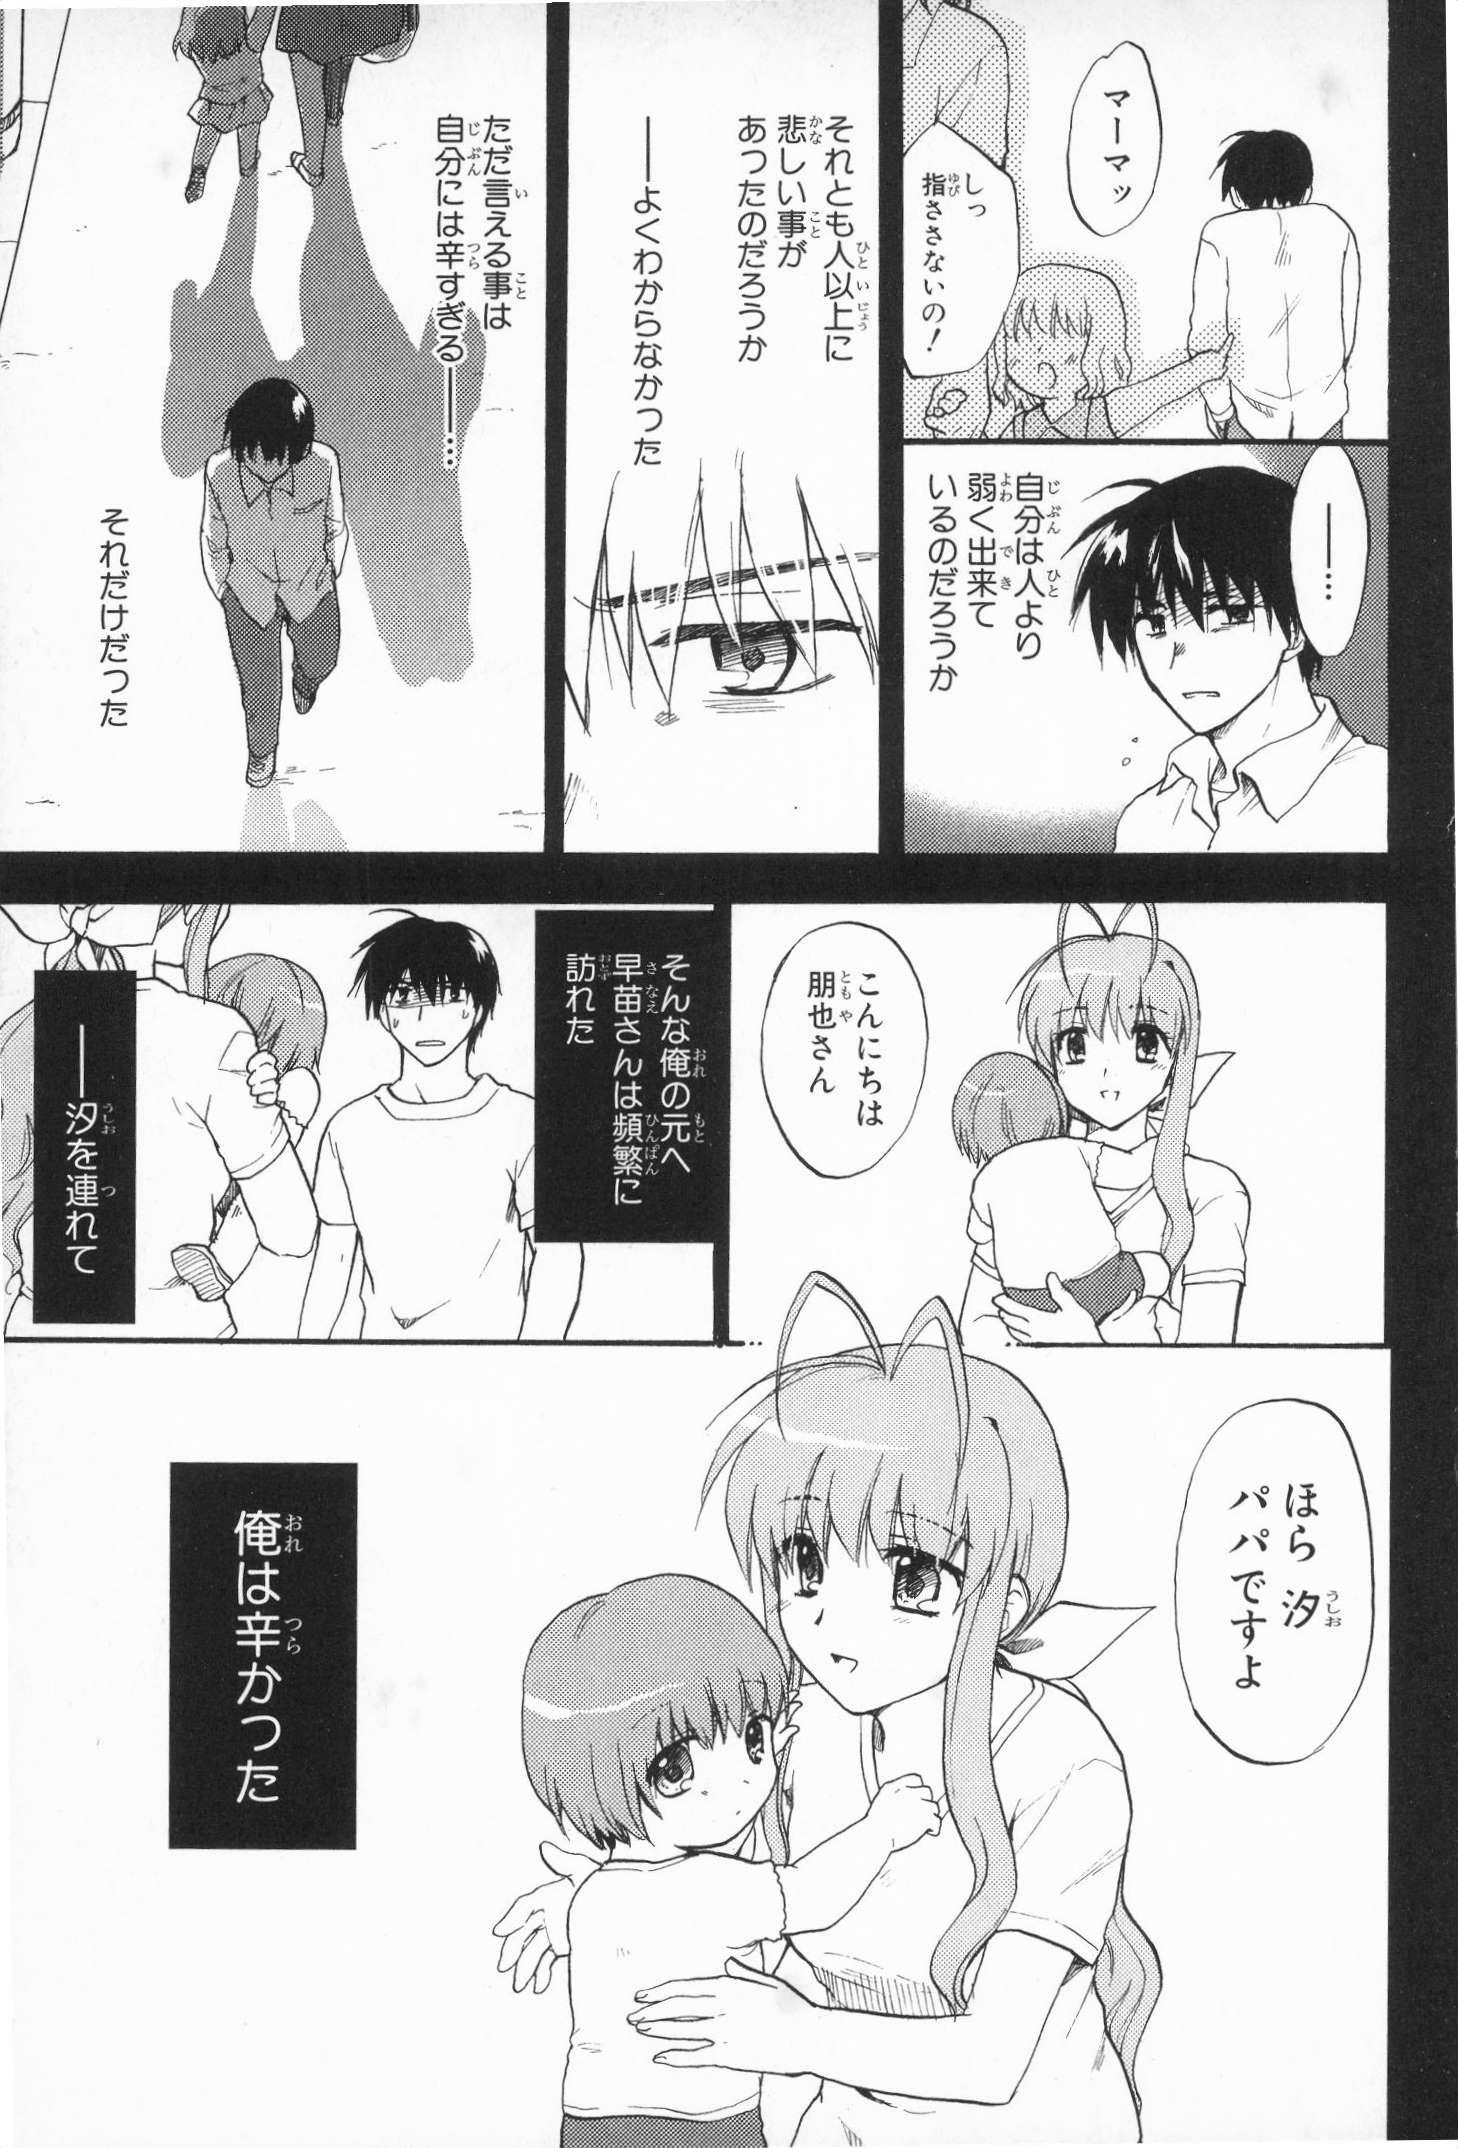 マーマッ
しっ
指ささないの!
―…
自分は人より
弱く出来て
いるのだろうか
それとも人以上に
悲しい事が
あったのだろうか
―よくわからなかった
ただ言える事は
自分には辛すぎる―…
それだけだった
こんにちは
朋也さん
そんな俺の元へ
早苗さんは頻繁に
訪れた
―汐を連れて
ほら 汐
パパですよ
俺は辛かった